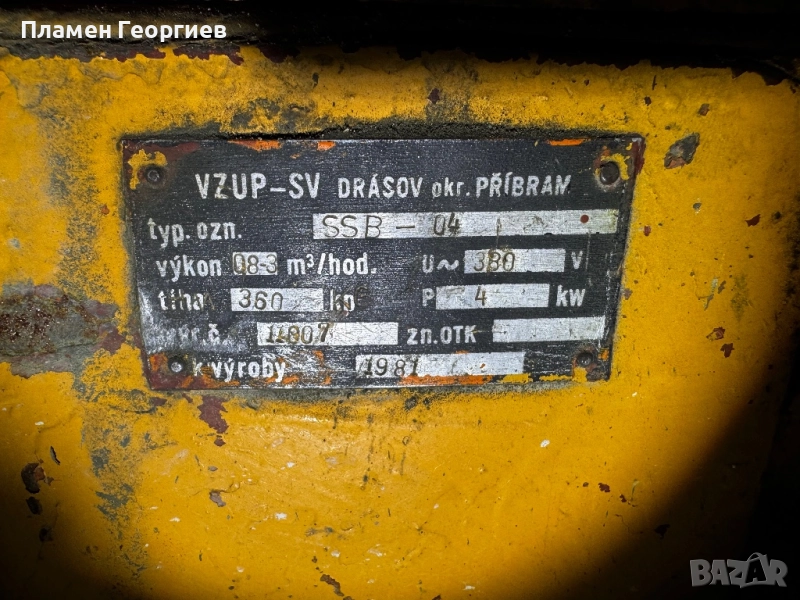 Пламен Георгиев
VZUP-SV DRÁSOV okr. PŘÍBRAM
typ. ozn. SSB-04
výkon 08-3 m³/hod. U~ 380 V
tíha 360 P 4 kw
výr.č. 11807 zn.OTK
k výroby 1981
BAZAR